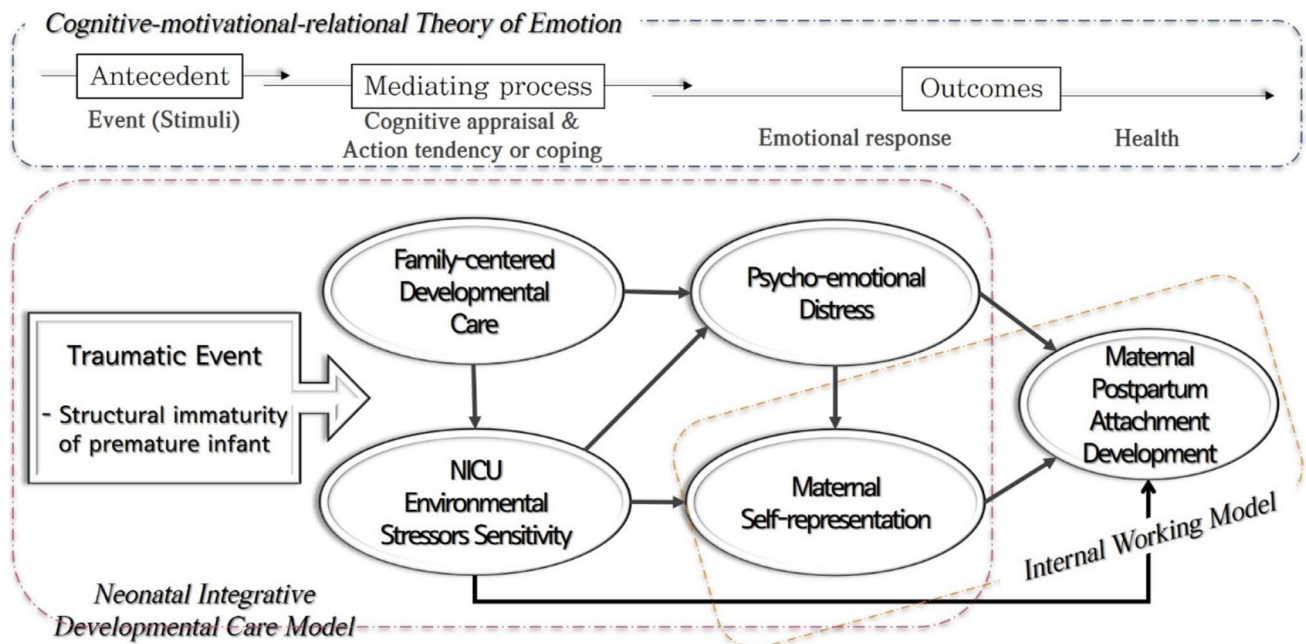 Cognitive-motivational-relational Theory of Emotion
Antecedent
Event (Stimuli)
Mediating process
Cognitive appraisal &
Action tendency or coping
Outcomes
Emotional response
Health
Traumatic Event
- Structural immaturity
of premature infant
Family-centered
Developmental
Care
Psycho-emotional
Distress
NICU
Environmental
Stressors Sensitivity
Maternal
Self-representation
Maternal
Postpartum
Attachment
Development
Internal Working Model
Neonatal Integrative
Developmental Care Model